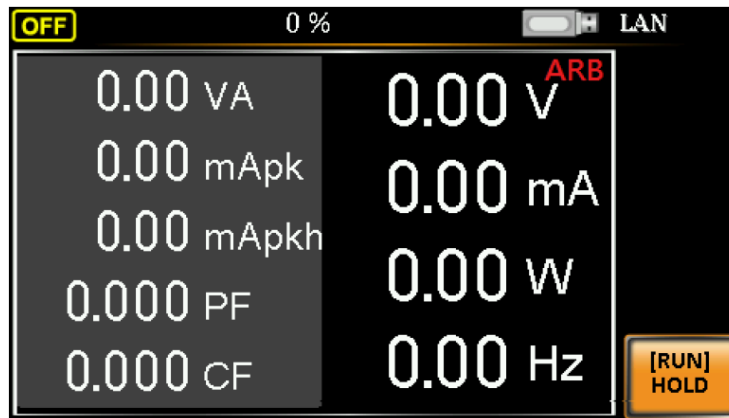 OFF 0 % LAN
0.00 VA
0.00 mApk
0.00 mApkh
0.000 PF
0.000 CF
ARB
0.00 V
0.00 mA
0.00 W
0.00 Hz
[RUN]
HOLD